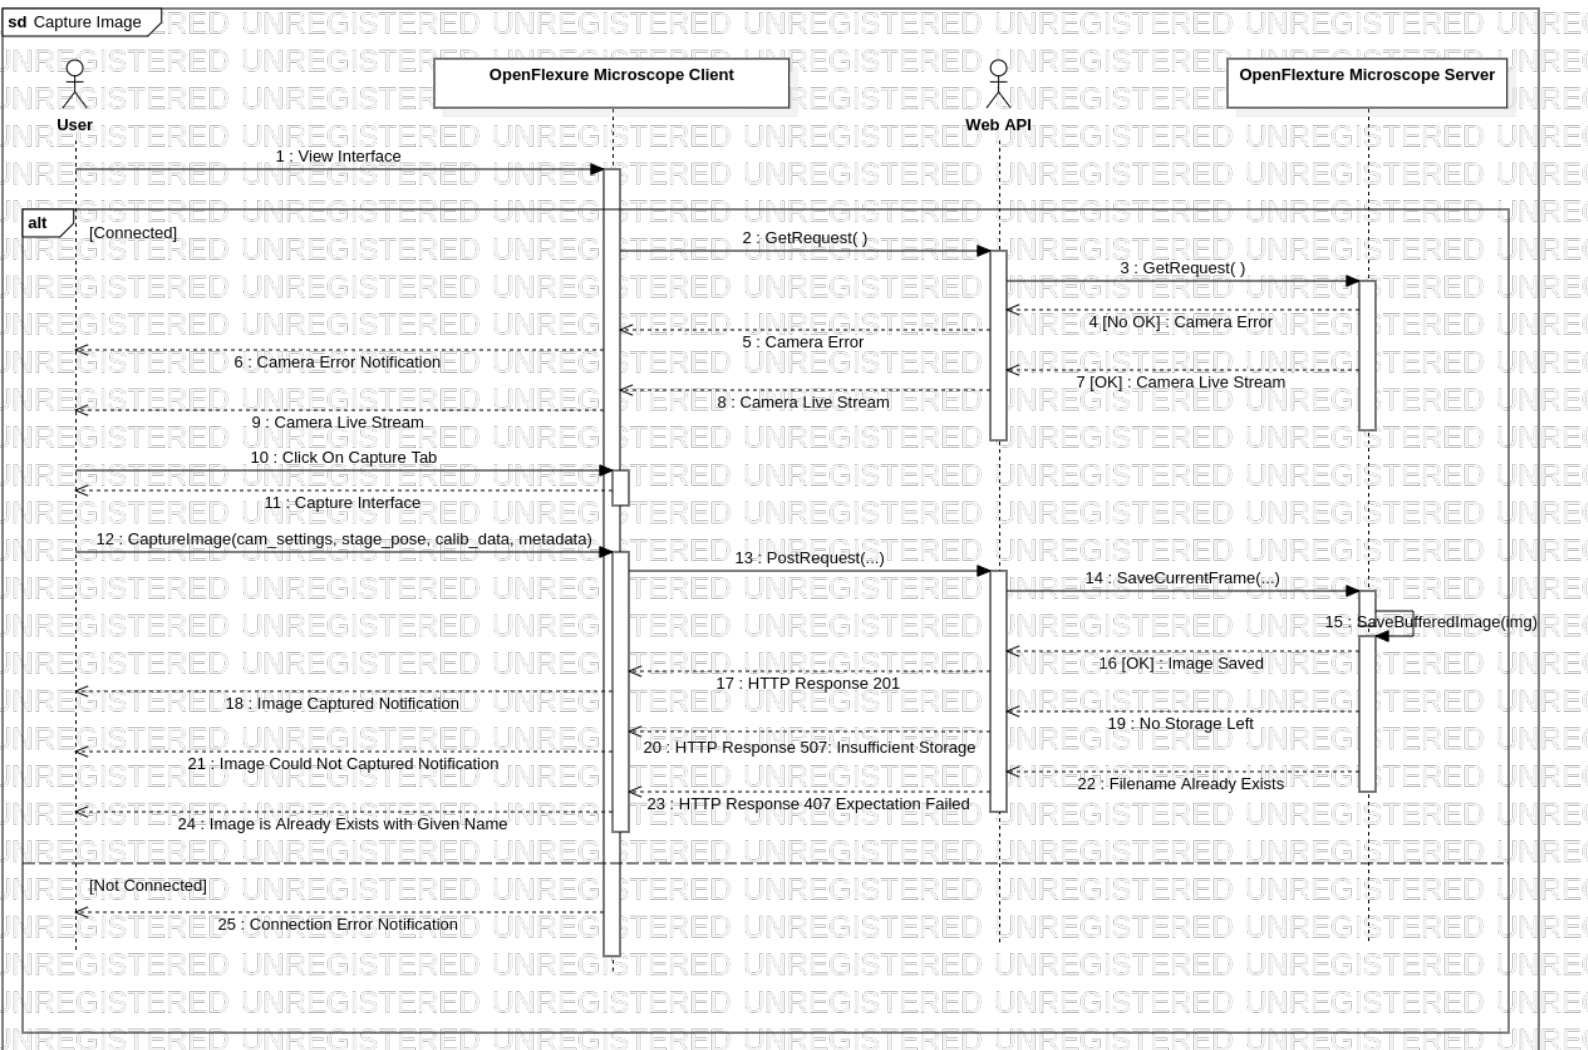 sd Capture Image
OpenFlexure Microscope Client
OpenFlexture Microscope Server
User
Web API
1 : View Interface
alt
[Connected]
2 : GetRequest( )
3 : GetRequest( )
4 [No OK] : Camera Error
5 : Camera Error
6 : Camera Error Notification
7 [OK] : Camera Live Stream
8 : Camera Live Stream
9 : Camera Live Stream
10 : Click On Capture Tab
11 : Capture Interface
12 : CaptureImage(cam_settings, stage_pose, calib_data, metadata)
13 : PostRequest(...)
14 : SaveCurrentFrame(...)
15 : SaveBufferedImage(img)
16 [OK] : Image Saved
17 : HTTP Response 201
18 : Image Captured Notification
19 : No Storage Left
20 : HTTP Response 507: Insufficient Storage
21 : Image Could Not Captured Notification
22 : Filename Already Exists
23 : HTTP Response 407 Expectation Failed
24 : Image is Already Exists with Given Name
[Not Connected]
25 : Connection Error Notification
UNREGISTERED UNREGISTERED UNREGISTERED UNREGISTERED UNREGISTERED UNREGISTERED